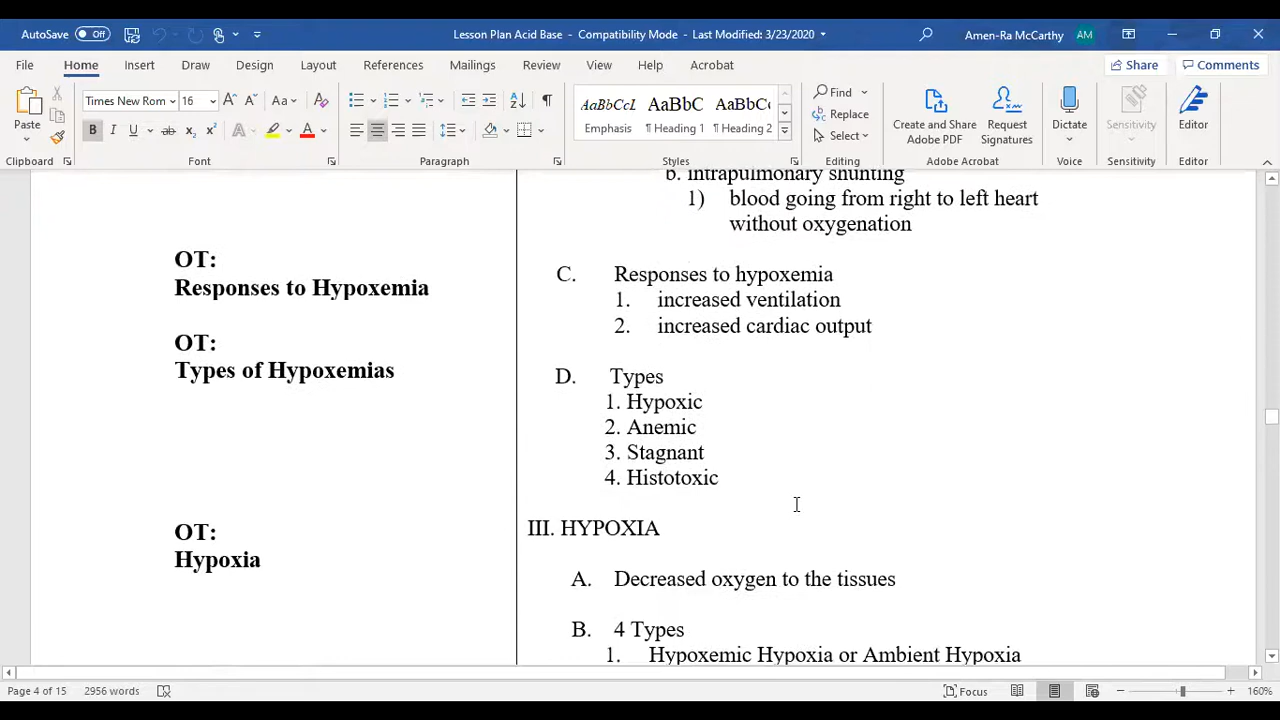 AutoSave Off Lesson Plan Acid Base - Compatibility Mode - Last Modified: 3/23/2020 Amen-Ra McCarthy AM
File Home Insert Draw Design Layout References Mailings Review View Help Acrobat Share Comments
Times New Rom 16 Aa
Paste
B I U ab x₂ x² A A
AaBbCcL AaBbC AaBbC
Emphasis ¶ Heading 1 ¶ Heading 2
Find
Replace
Select
Create and Share
Adobe PDF
Request
Signatures
Dictate
Sensitivity
Editor
Clipboard Font Paragraph Styles Editing Adobe Acrobat Voice Sensitivity Editor
b. intrapulmonary shunting
1) blood going from right to left heart
without oxygenation
OT:
Responses to Hypoxemia
C. Responses to hypoxemia
1. increased ventilation
2. increased cardiac output
OT:
Types of Hypoxemias
D. Types
1. Hypoxic
2. Anemic
3. Stagnant
4. Histotoxic
OT:
Hypoxia
III. HYPOXIA
A. Decreased oxygen to the tissues
B. 4 Types
1. Hypoxemic Hypoxia or Ambient Hypoxia
Page 4 of 15 2956 words Focus 160%